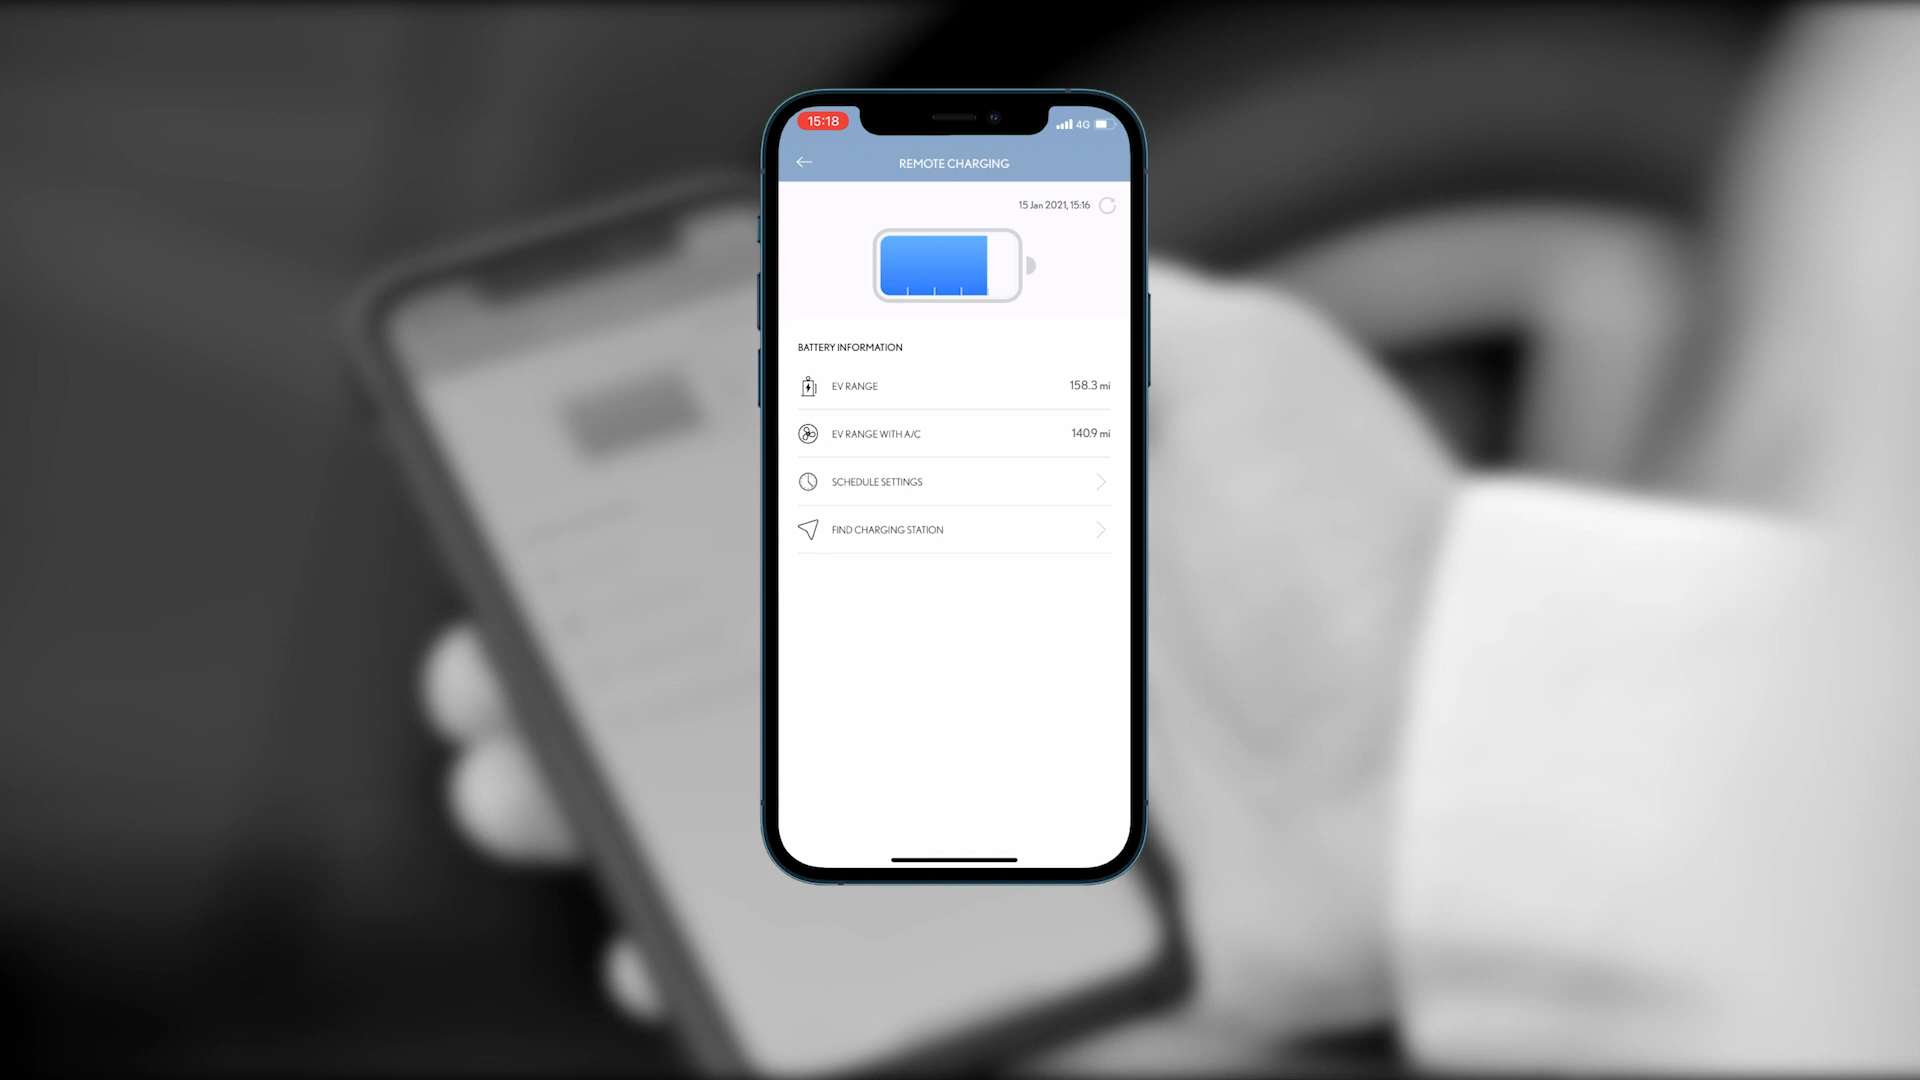 15:18
4G
REMOTE CHARGING
15 Jan 2021, 15:16
BATTERY INFORMATION
EV RANGE 158.3 mi
EV RANGE WITH A/C 140.9 mi
SCHEDULE SETTINGS
FIND CHARGING STATION